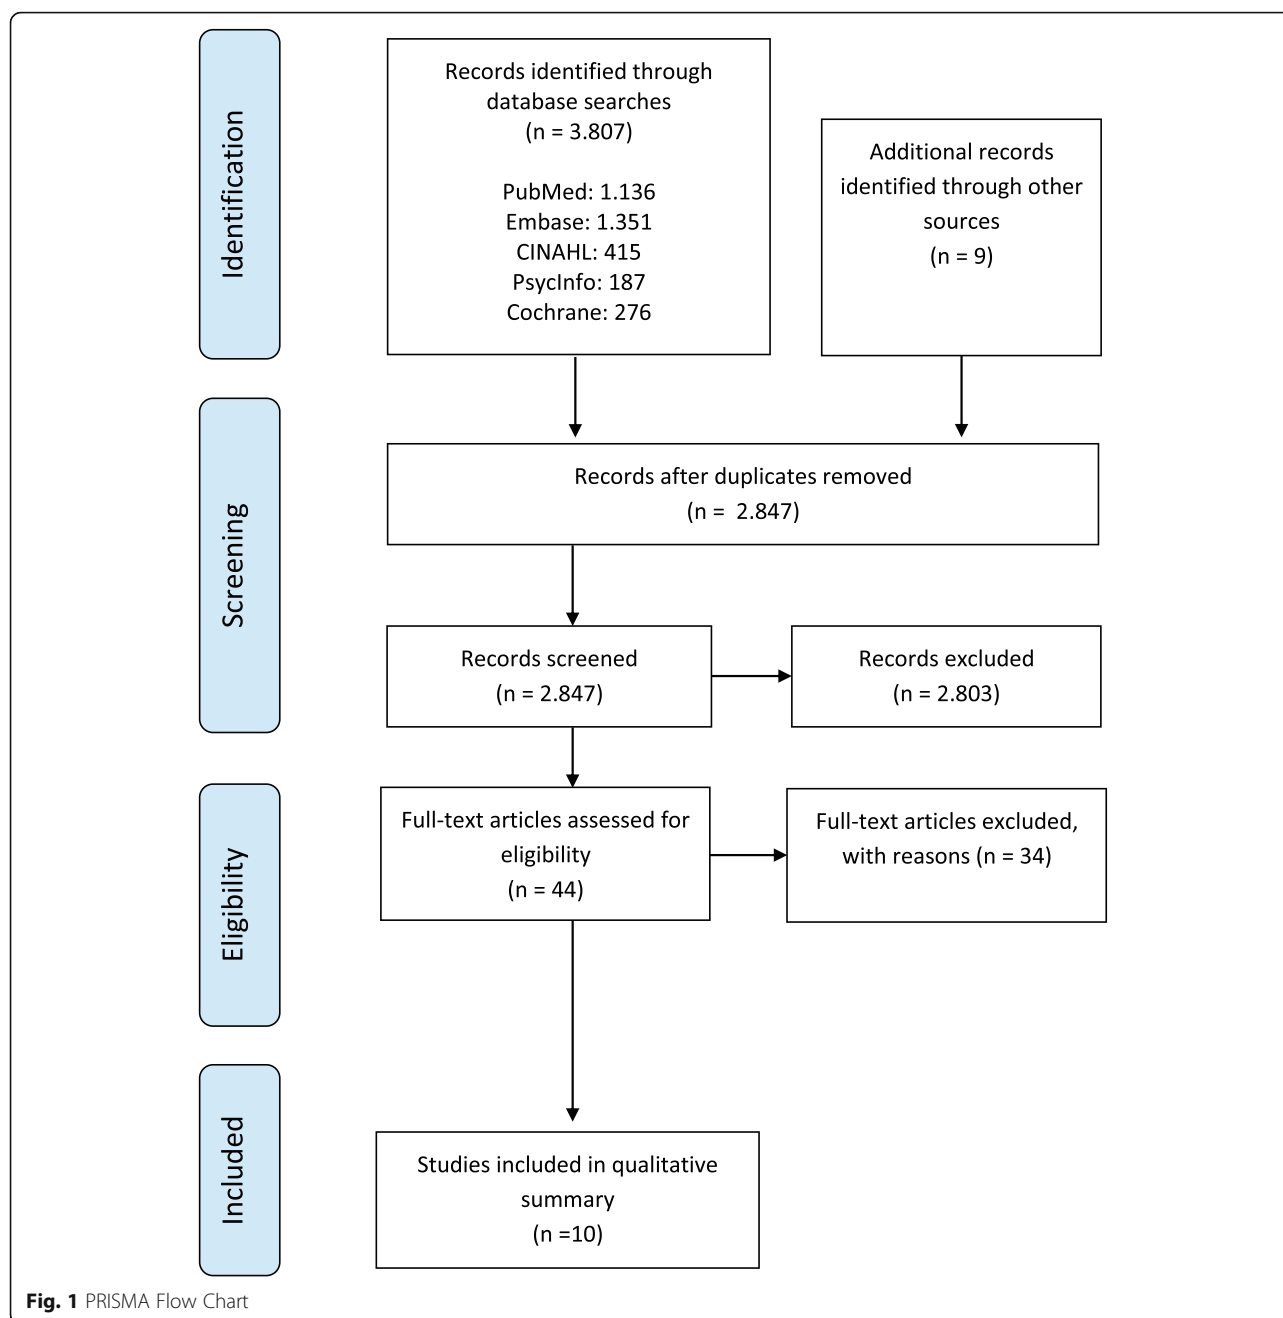 Identification
Records identified through
database searches
(n = 3.807)
PubMed: 1.136
Embase: 1.351
CINAHL: 415
PsycInfo: 187
Cochrane: 276
Additional records
identified through other
sources
(n = 9)
Screening
Records after duplicates removed
(n =  2.847)
Records screened
(n = 2.847)
Records excluded
(n = 2.803)
Eligibility
Full-text articles assessed for
eligibility
(n = 44)
Full-text articles excluded,
with reasons (n = 34)
Included
Studies included in qualitative
summary
(n =10)
Fig. 1 PRISMA Flow Chart